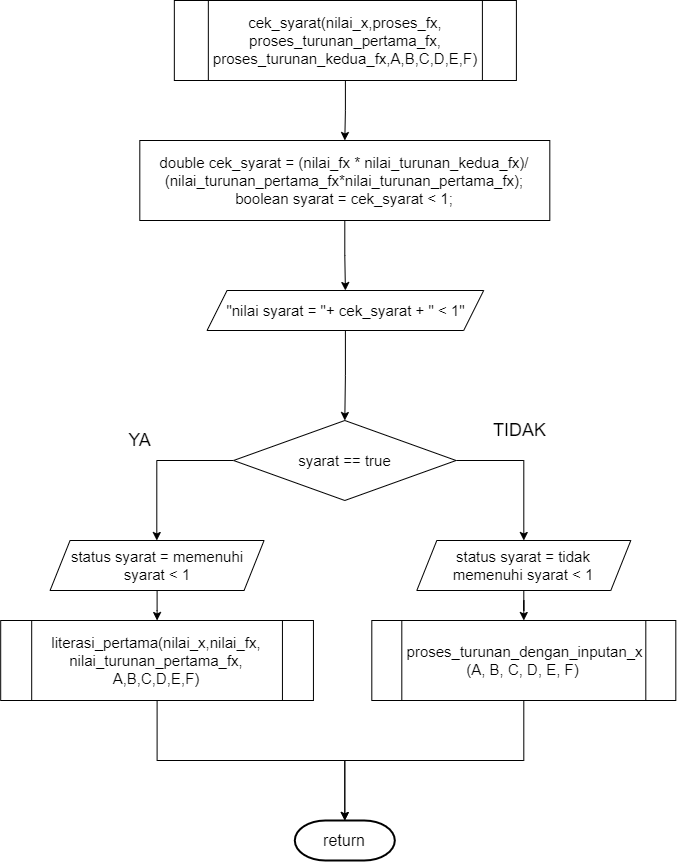 cek_syarat(nilai_x,proses_fx,
proses_turunan_pertama_fx,
proses_turunan_kedua_fx,A,B,C,D,E,F)
double cek_syarat = (nilai_fx * nilai_turunan_kedua_fx)/
(nilai_turunan_pertama_fx*nilai_turunan_pertama_fx);
boolean syarat = cek_syarat < 1;
"nilai syarat = "+ cek_syarat + " < 1"
YA
TIDAK
syarat == true
status syarat = memenuhi
syarat < 1
status syarat = tidak
memenuhi syarat < 1
literasi_pertama(nilai_x,nilai_fx,
nilai_turunan_pertama_fx,
A,B,C,D,E,F)
proses_turunan_dengan_inputan_x
(A, B, C, D, E, F)
return